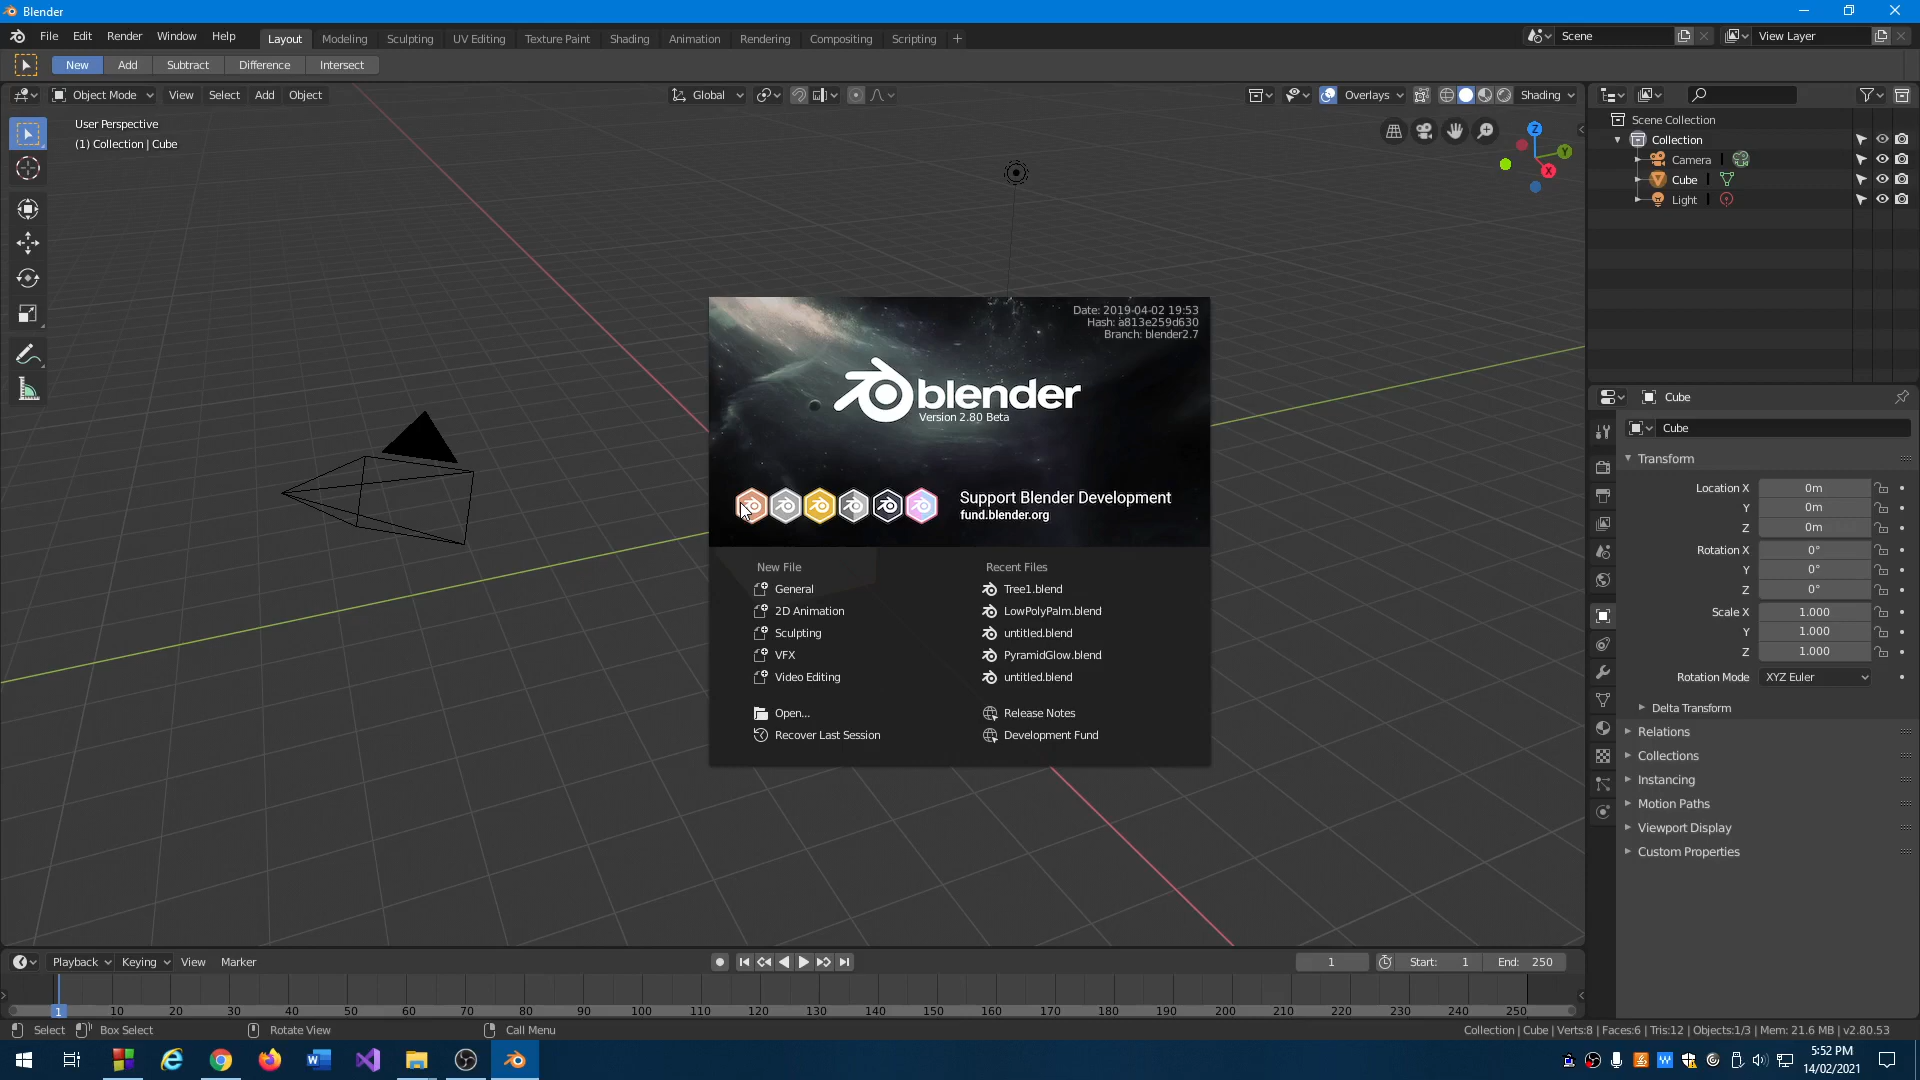 Blender
File Edit Render Window Help Layout Modeling Sculpting UV Editing Texture Paint Shading Animation Rendering Compositing Scripting + Scene View Layer
New Add Subtract Difference Intersect
Object Mode View Select Add Object Global Overlays Shading
User Perspective
(1) Collection | Cube
Z
Y
X
Scene Collection
Collection
Camera
Cube
Light
Date: 2019-04-02 19:53
Hash: a813e259d630
Branch: blender2.7
blender
Version 2.80 Beta
Support Blender Development
fund.blender.org
New File
General
2D Animation
Sculpting
VFX
Video Editing
Open...
Recover Last Session
Recent Files
Tree1.blend
LowPolyPalm.blend
untitled.blend
PyramidGlow.blend
untitled.blend
Release Notes
Development Fund
Cube
Cube
Transform
Location X 0m
Y 0m
Z 0m
Rotation X 0°
Y 0°
Z 0°
Scale X 1.000
Y 1.000
Z 1.000
Rotation Mode XYZ Euler
Delta Transform
Relations
Collections
Instancing
Motion Paths
Viewport Display
Custom Properties
Playback Keying View Marker 1 Start: 1 End: 250
1 10 20 30 40 50 60 70 80 90 100 110 120 130 140 150 160 170 180 190 200 210 220 230 240 250
Select Box Select Rotate View Call Menu Collection | Cube | Verts:8 | Faces:6 | Tris:12 | Objects:1/3 | Mem: 21.6 MB | v2.80.53
5:52 PM
14/02/2021